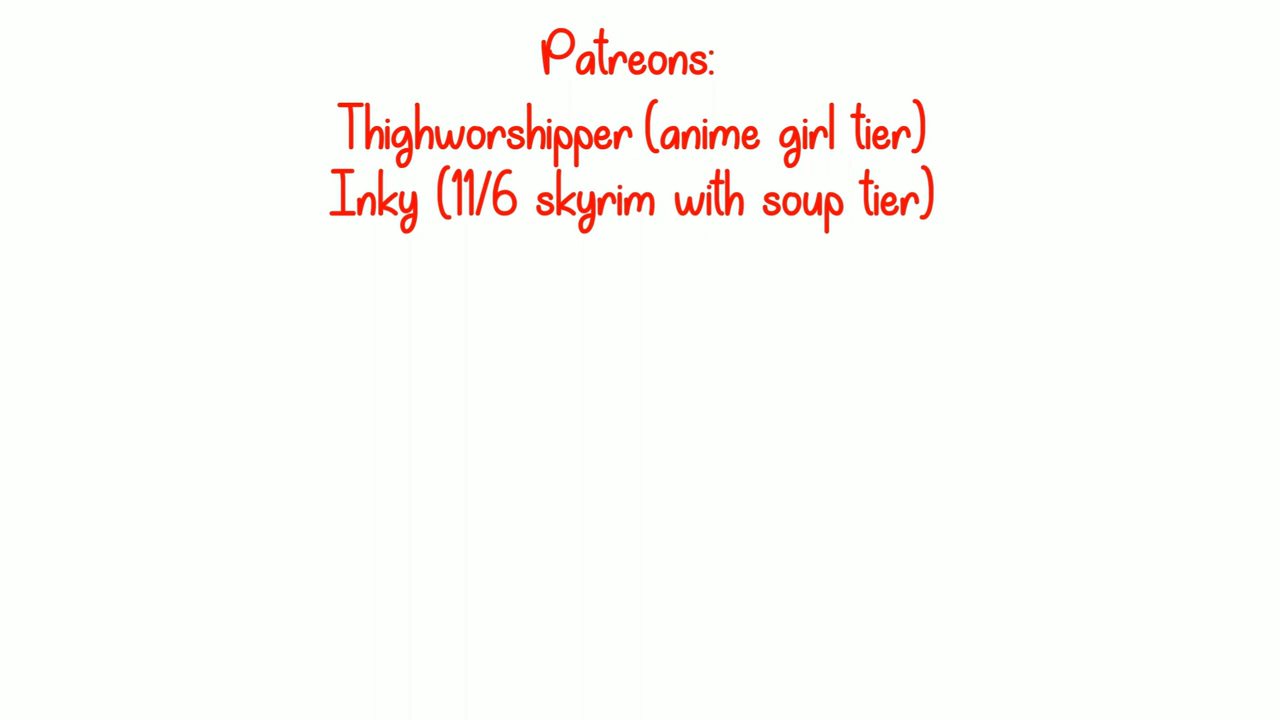 Patreons:
Thighworshipper (anime girl tier)
Inky (11/6 skyrim with soup tier)